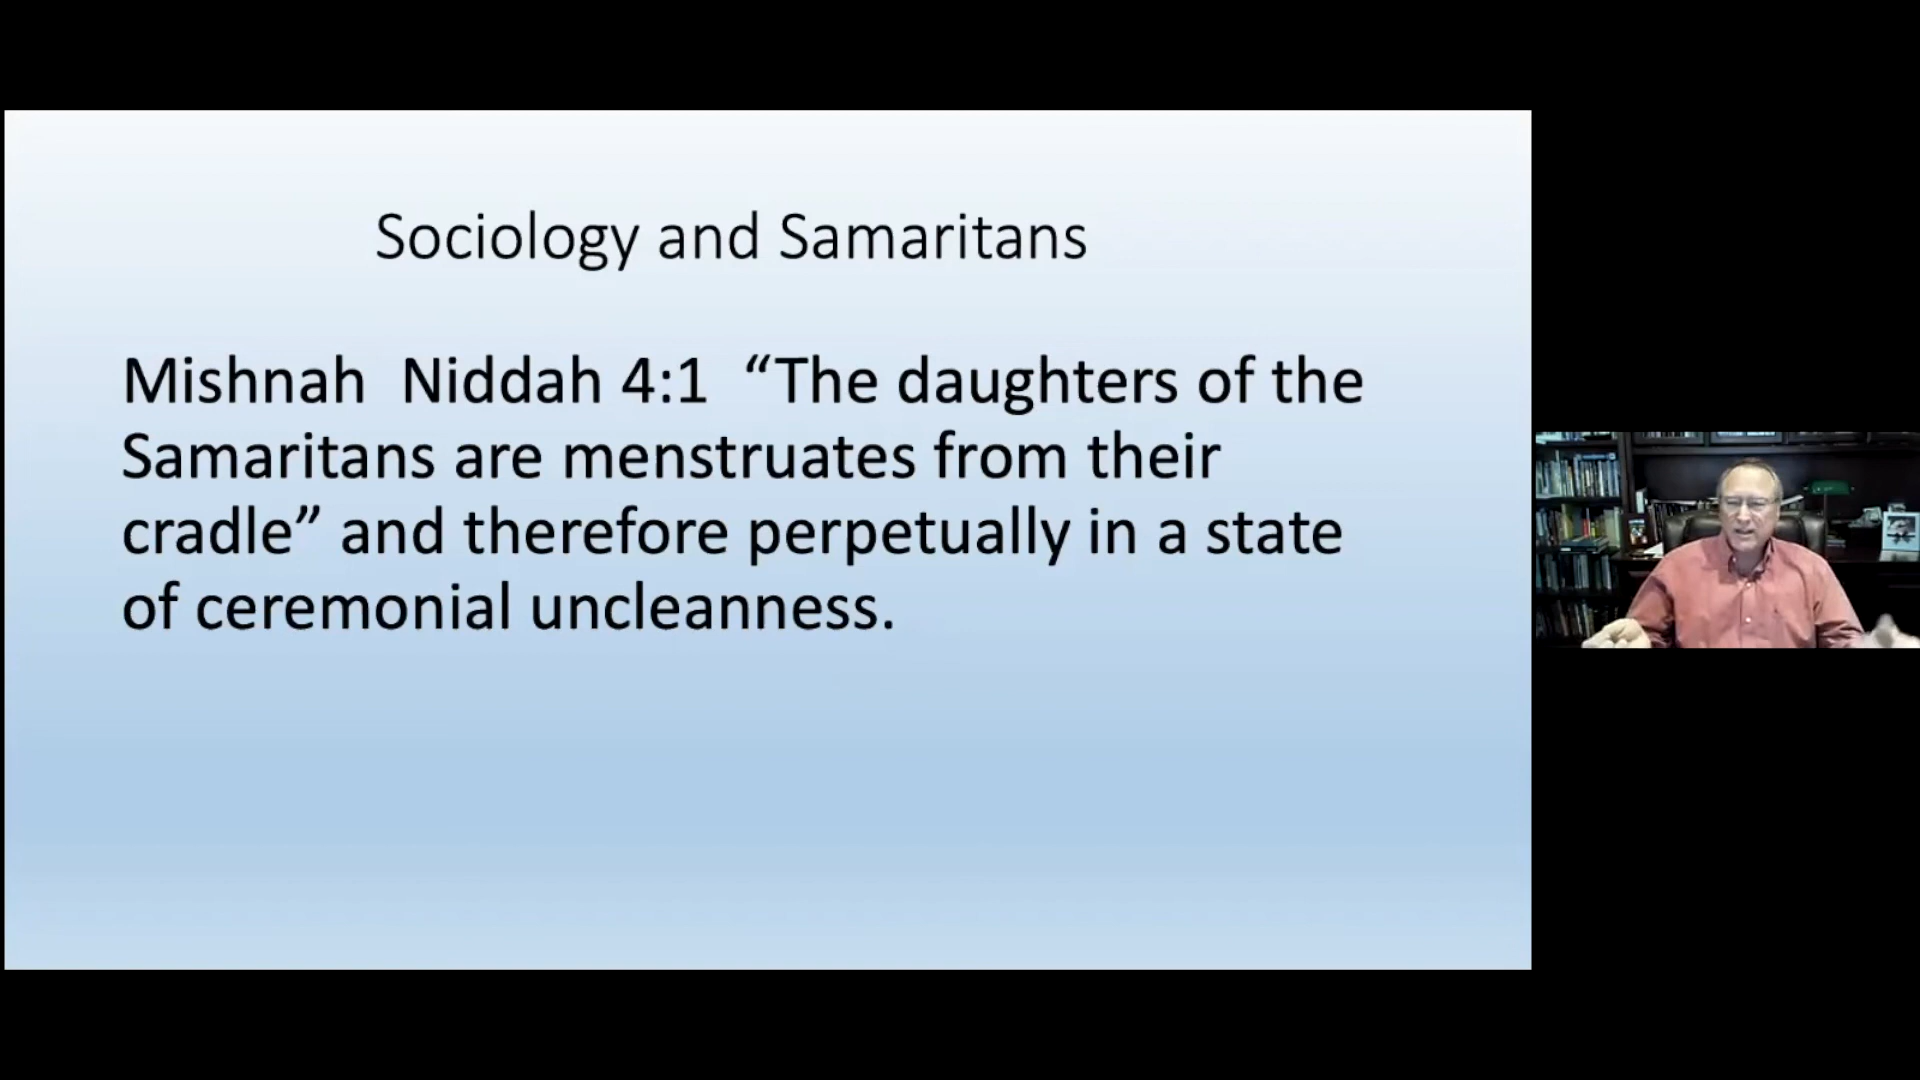 Sociology and Samaritans
Mishnah  Niddah 4:1  “The daughters of the
Samaritans are menstruates from their
cradle” and therefore perpetually in a state
of ceremonial uncleanness.